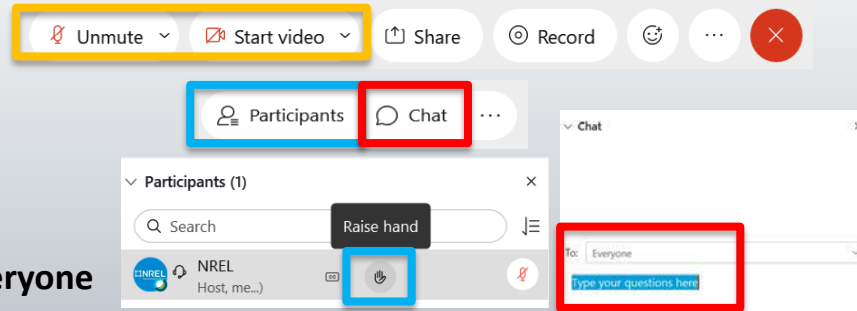 Unmute Start video Share Record
Participants Chat
Chat
Participants (1)
Search
Raise hand
To: Everyone
NREL NREL
Host, me...)
Type your questions here
eryone